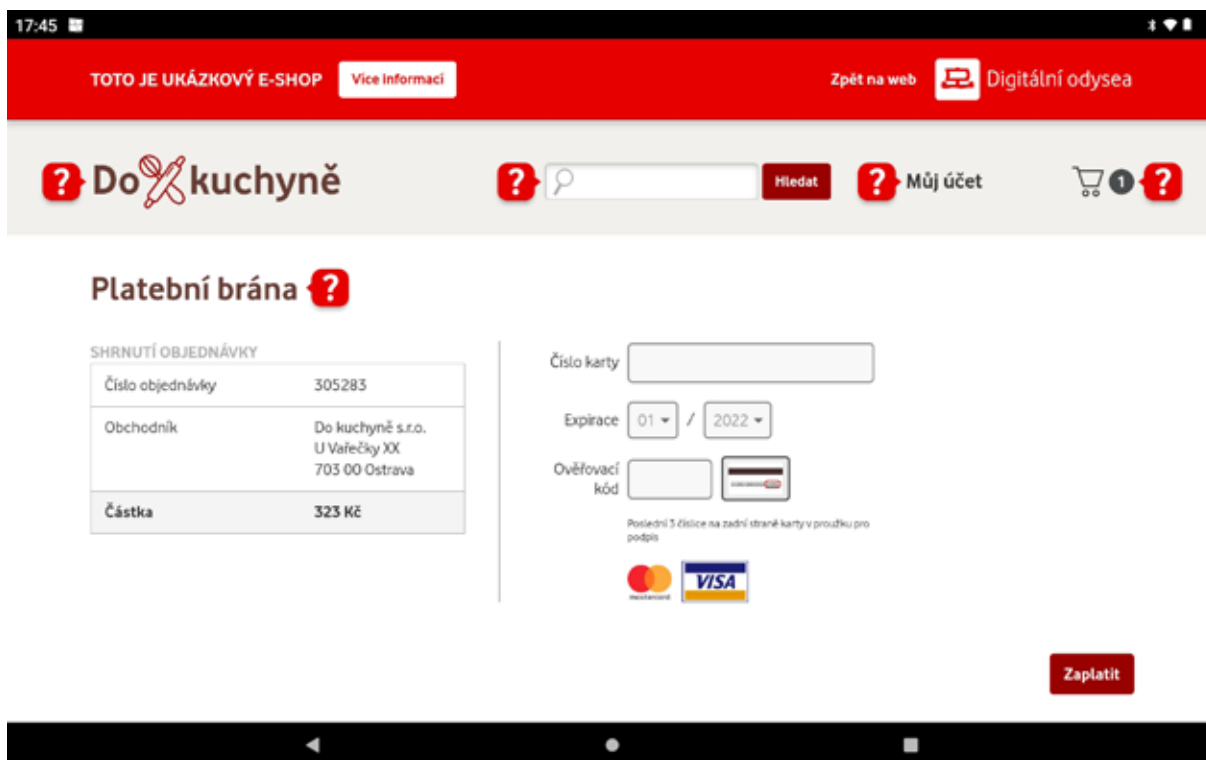 17:45
TOTO JE UKÁZKOVÝ E-SHOP Více informací Zpět na web Digitální odysea
? Do kuchyně ? Hledat ? Můj účet 1 ?
Platební brána ?
SHRNUTÍ OBJEDNÁVKY
Číslo objednávky 305283
Obchodník Do kuchyně s.r.o.
U Vařečky XX
703 00 Ostrava
Částka 323 Kč
Číslo karty
Expirace 01 / 2022
Ověřovací
kód
Poslední 3 číslice na zadní straně karty v proužku pro
podpis
mastercard VISA
Zaplatit